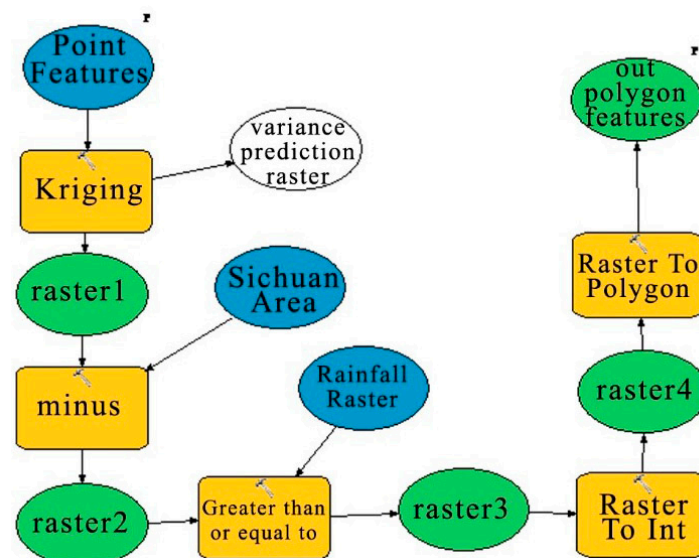 P
Point
Features
Kriging
variance
prediction
raster
raster1
Sichuan
Area
minus
raster2
Rainfall
Raster
Greater than
or equal to
raster3
Raster
To Int
raster4
Raster To
Polygon
P
out
polygon
features